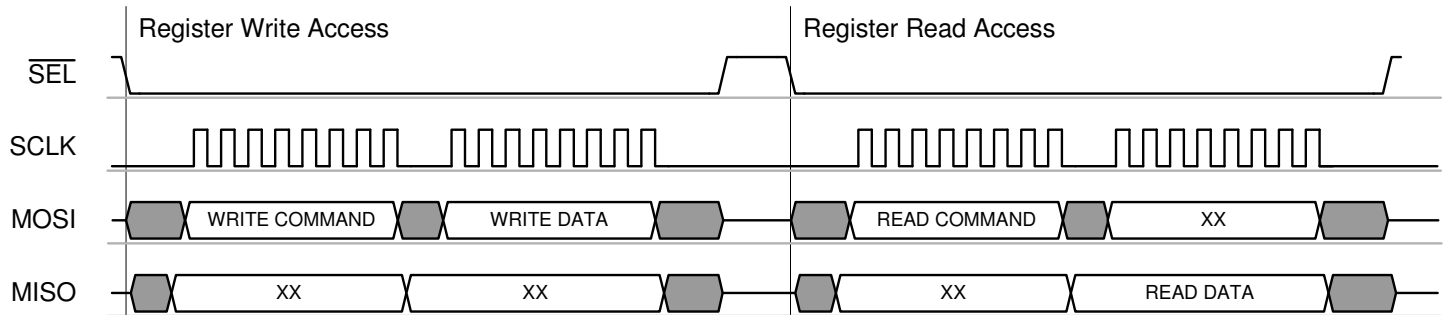 Register Write Access Register Read Access
SEL
SCLK
MOSI WRITE COMMAND WRITE DATA READ COMMAND XX
MISO XX XX XX READ DATA